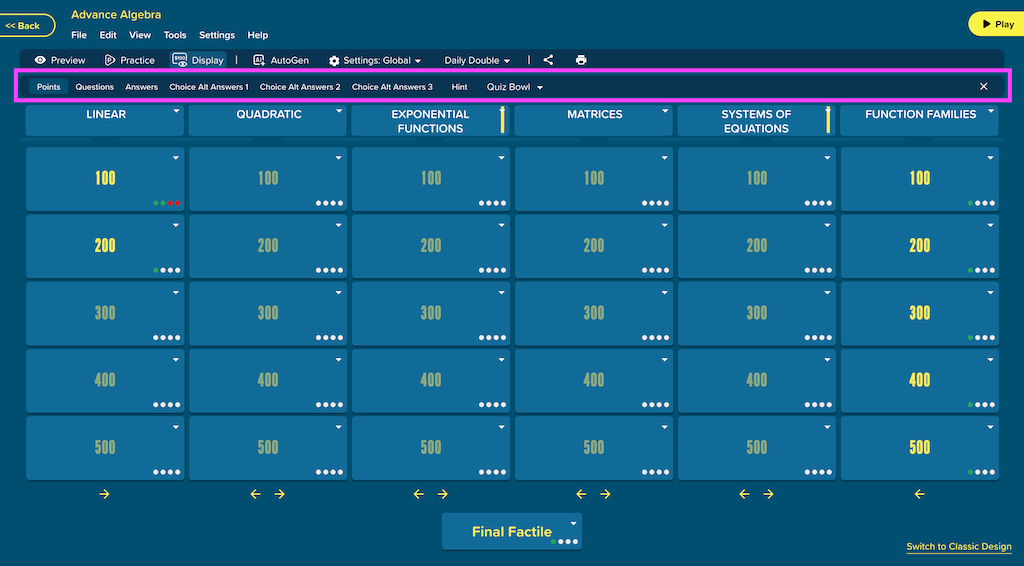 Advance Algebra
<< Back
Play
File Edit View Tools Settings Help
Preview Practice $100 Display | AutoGen Settings: Global Daily Double |
Points Questions Answers Choice Alt Answers 1 Choice Alt Answers 2 Choice Alt Answers 3 Hint Quiz Bowl
LINEAR QUADRATIC EXPONENTIAL FUNCTIONS MATRICES SYSTEMS OF EQUATIONS FUNCTION FAMILIES
100 100 100 100 100 100
200 200 200 200 200 200
300 300 300 300 300 300
400 400 400 400 400 400
500 500 500 500 500 500
Final Factile
Switch to Classic Design